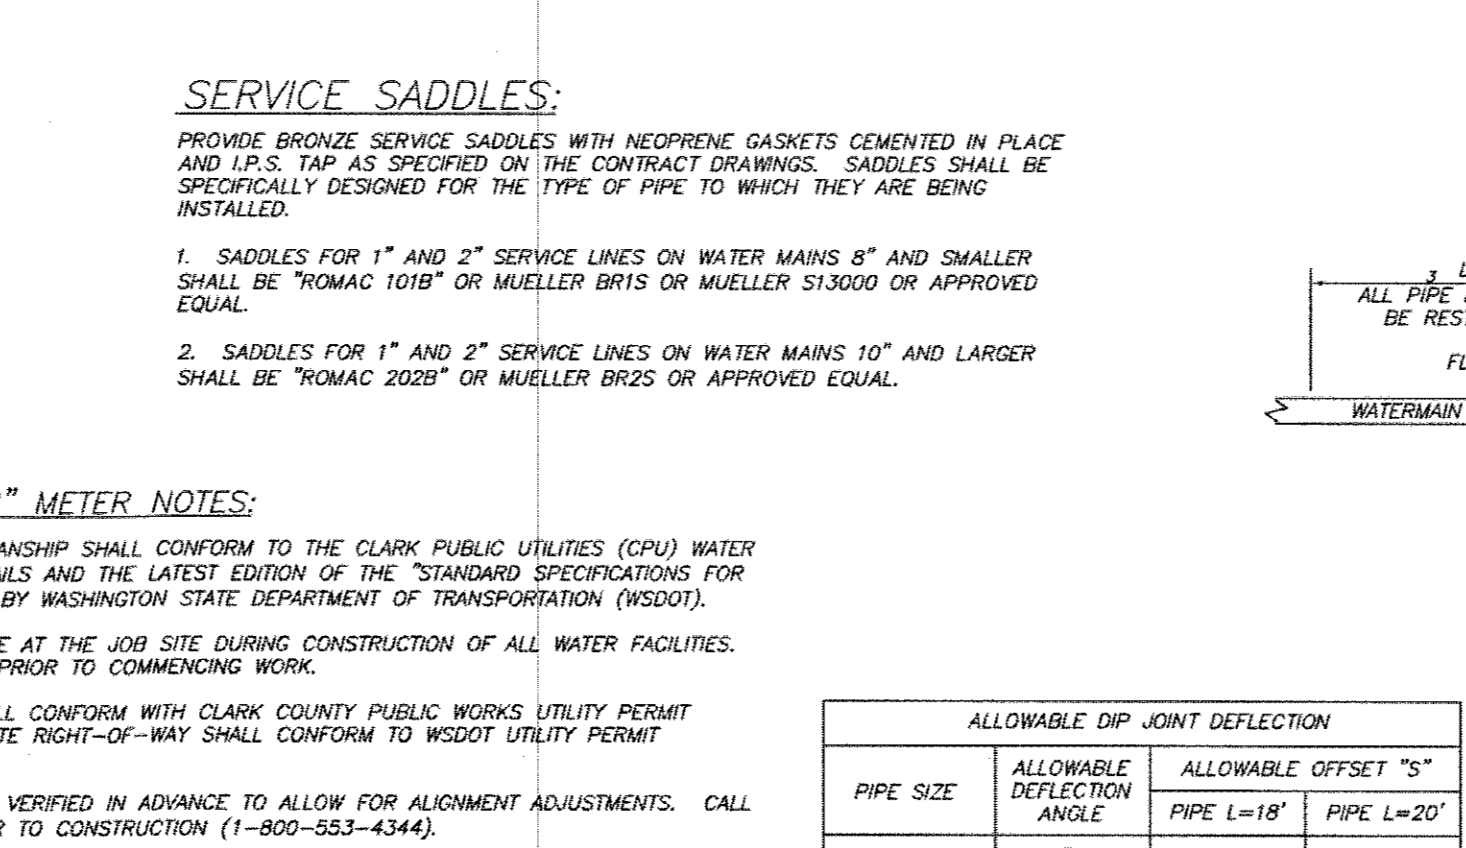 SERVICE SADDLES:
PROVIDE BRONZE SERVICE SADDLES WITH NEOPRENE GASKETS CEMENTED IN PLACE
AND I.P.S. TAP AS SPECIFIED ON THE CONTRACT DRAWINGS. SADDLES SHALL BE
SPECIFICALLY DESIGNED FOR THE TYPE OF PIPE TO WHICH THEY ARE BEING
INSTALLED.
1. SADDLES FOR 1" AND 2" SERVICE LINES ON WATER MAINS 8" AND SMALLER
SHALL BE "ROMAC 101B" OR MUELLER BR1S OR MUELLER S13000 OR APPROVED
EQUAL.
2. SADDLES FOR 1" AND 2" SERVICE LINES ON WATER MAINS 10" AND LARGER
SHALL BE "ROMAC 202B" OR MUELLER BR2S OR APPROVED EQUAL.
3
ALL PIPE
BE REST
FL
WATERMAIN
" METER NOTES:
ANSHIP SHALL CONFORM TO THE CLARK PUBLIC UTILITIES (CPU) WATER
AILS AND THE LATEST EDITION OF THE "STANDARD SPECIFICATIONS FOR
BY WASHINGTON STATE DEPARTMENT OF TRANSPORTATION (WSDOT).
E AT THE JOB SITE DURING CONSTRUCTION OF ALL WATER FACILITIES.
PRIOR TO COMMENCING WORK.
LL CONFORM WITH CLARK COUNTY PUBLIC WORKS UTILITY PERMIT
TE RIGHT-OF-WAY SHALL CONFORM TO WSDOT UTILITY PERMIT
VERIFIED IN ADVANCE TO ALLOW FOR ALIGNMENT ADJUSTMENTS. CALL
R TO CONSTRUCTION (1-800-553-4344).
ALLOWABLE DIP JOINT DEFLECTION
PIPE SIZE
ALLOWABLE
DEFLECTION
ANGLE
ALLOWABLE OFFSET "S"
PIPE L=18'
PIPE L=20'